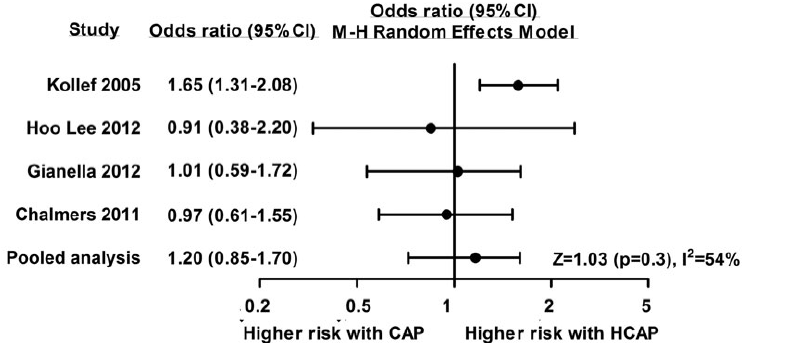 Odds ratio (95% CI)
Study Odds ratio (95% CI) M-H Random Effects Model
Kollef 2005 1.65 (1.31-2.08)
Hoo Lee 2012 0.91 (0.38-2.20)
Gianella 2012 1.01 (0.59-1.72)
Chalmers 2011 0.97 (0.61-1.55)
Pooled analysis 1.20 (0.85-1.70) Z=1.03 (p=0.3), I²=54%
0.2 0.5 1 2 5
Higher risk with CAP Higher risk with HCAP